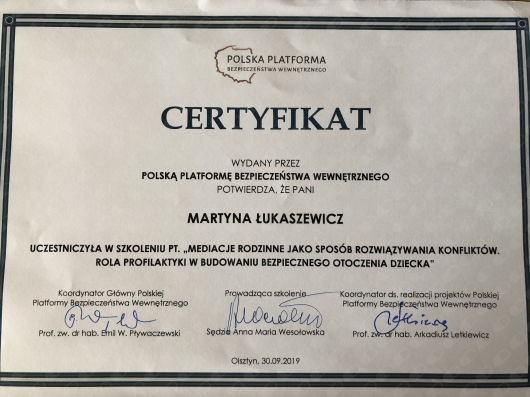 POLSKA PLATFORMA
BEZPIECZEŃSTWA WEWNĘTRZNEGO
CERTYFIKAT
WYDANY PRZEZ
POLSKĄ PLATFORMĘ BEZPIECZEŃSTWA WEWNĘTRZNEGO
POTWIERDZA, ŻE PANI
MARTYNA ŁUKASZEWICZ
UCZESTNICZYŁA W SZKOLENIU PT. „MEDIACJE RODZINNE JAKO SPOSÓB ROZWIĄZYWANIA KONFLIKTÓW.
ROLA PROFILAKTYKI W BUDOWANIU BEZPIECZNEGO OTOCZENIA DZIECKA"
Koordynator Główny Polskiej
Platformy Bezpieczeństwa Wewnętrznego
Prof. zw. dr hab. Emil W. Pływaczewski
Prowadząca szkolenie
Sędzia Anna Maria Wesołowska
Koordynator ds. realizacji projektów Polskiej
Platformy Bezpieczeństwa Wewnętrznego
Prof. zw. dr hab. Arkadiusz Letkiewicz
Olsztyn, 30.09.2019